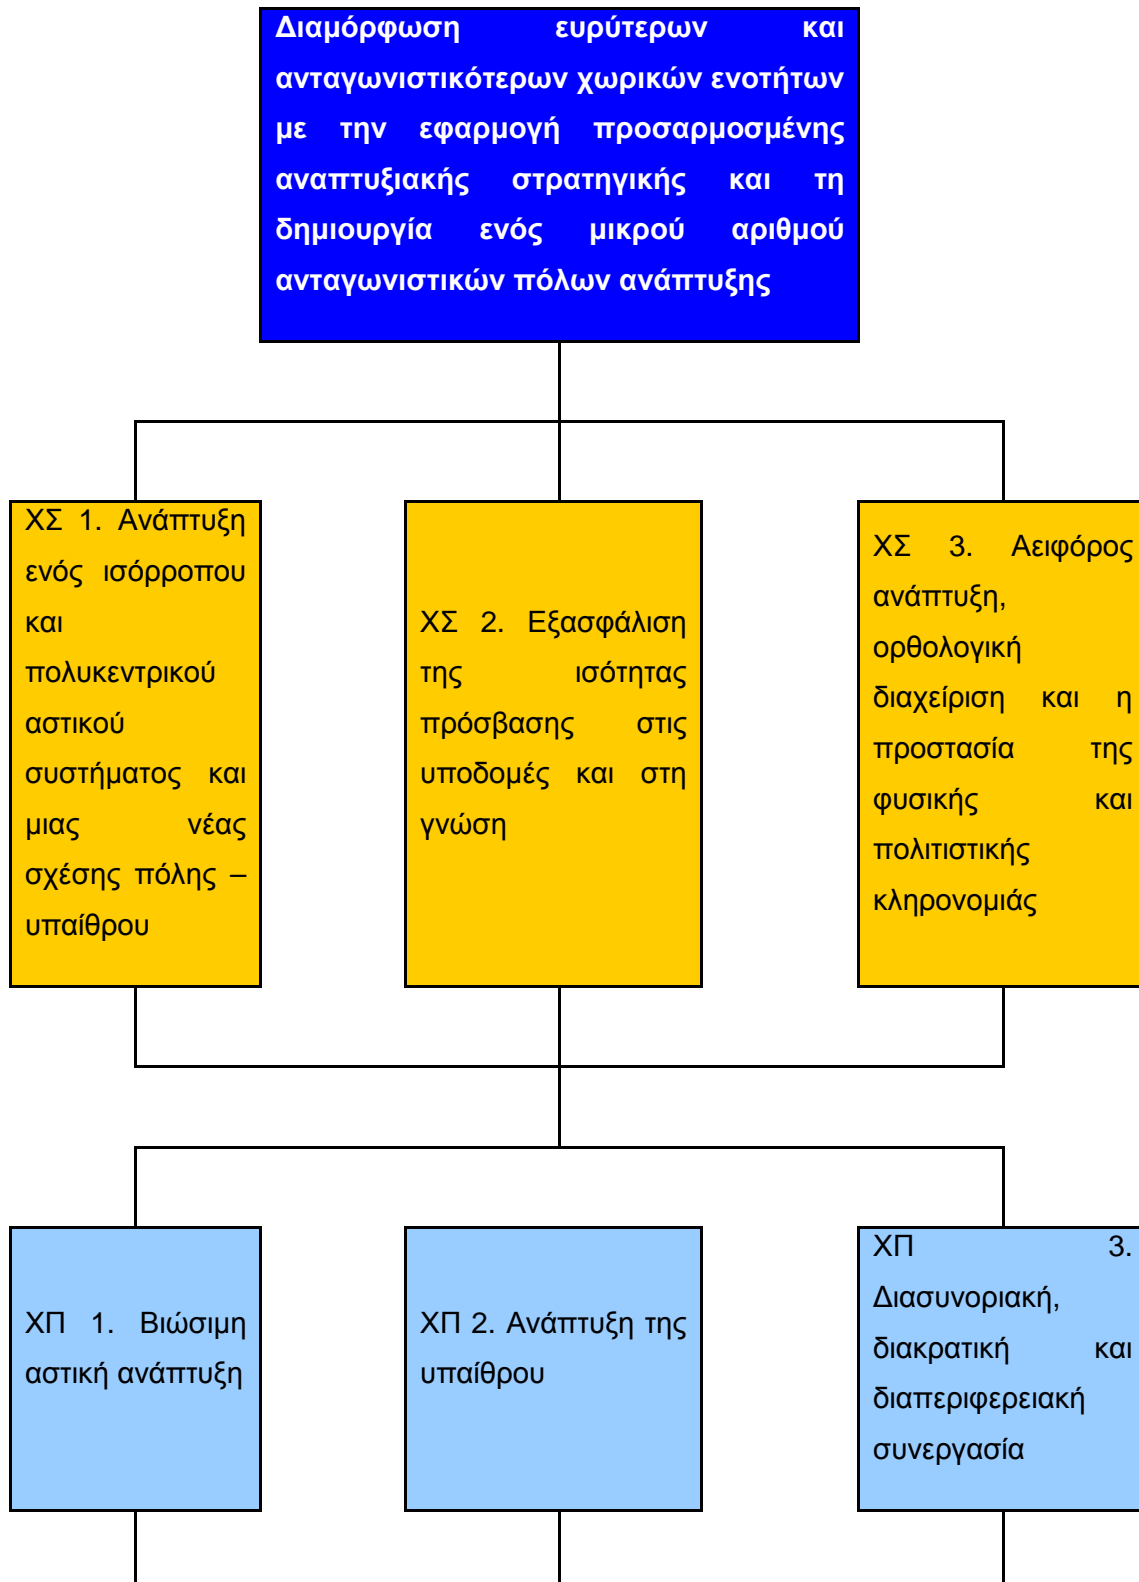 Διαμόρφωση ευρύτερων και
ανταγωνιστικότερων χωρικών ενοτήτων
με την εφαρμογή προσαρμοσμένης
αναπτυξιακής στρατηγικής και τη
δημιουργία ενός μικρού αριθμού
ανταγωνιστικών πόλων ανάπτυξης
ΧΣ 1. Ανάπτυξη
ενός ισόρροπου
και
πολυκεντρικού
αστικού
συστήματος και
μιας νέας
σχέσης πόλης –
υπαίθρου
ΧΣ 2. Εξασφάλιση
της ισότητας
πρόσβασης στις
υποδομές και στη
γνώση
ΧΣ 3. Αειφόρος
ανάπτυξη,
ορθολογική
διαχείριση και η
προστασία της
φυσικής και
πολιτιστικής
κληρονομιάς
ΧΠ 1. Βιώσιμη
αστική ανάπτυξη
ΧΠ 2. Ανάπτυξη της
υπαίθρου
ΧΠ 3.
Διασυνοριακή,
διακρατική και
διαπεριφερειακή
συνεργασία